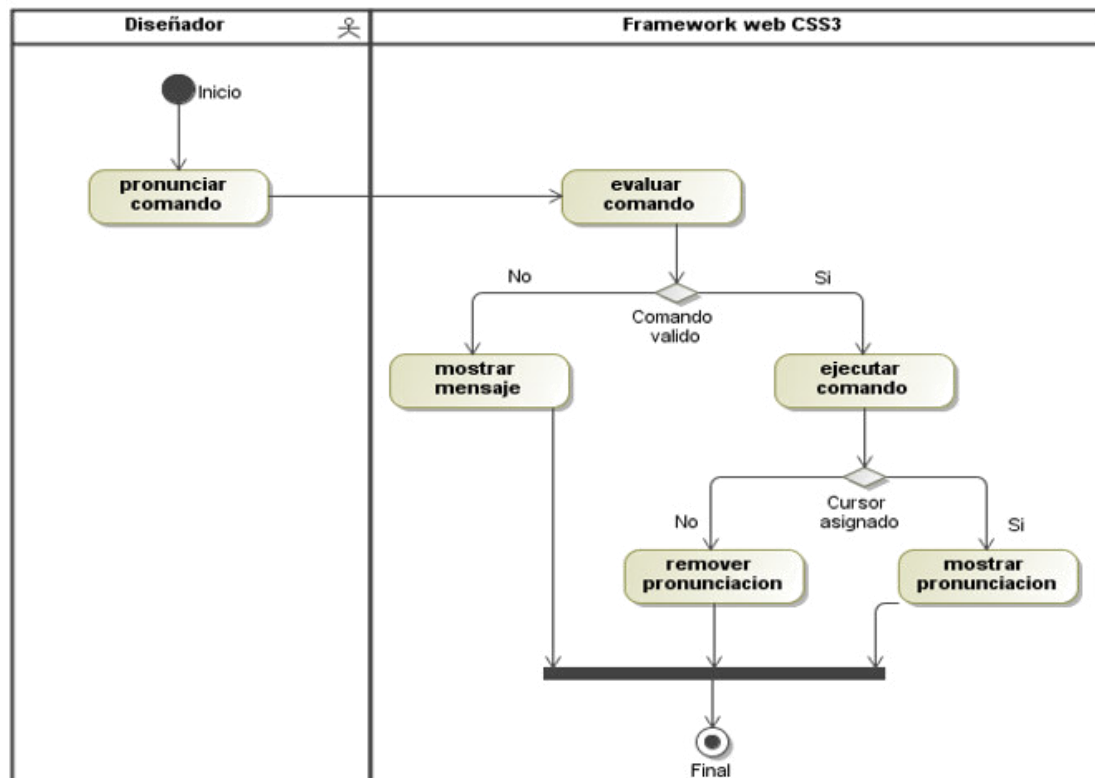 Diseñador
Framework web CSS3
Inicio
pronunciar
comando
evaluar
comando
No
Si
Comando
valido
mostrar
mensaje
ejecutar
comando
Cursor
asignado
No
Si
remover
pronunciacion
mostrar
pronunciacion
Final